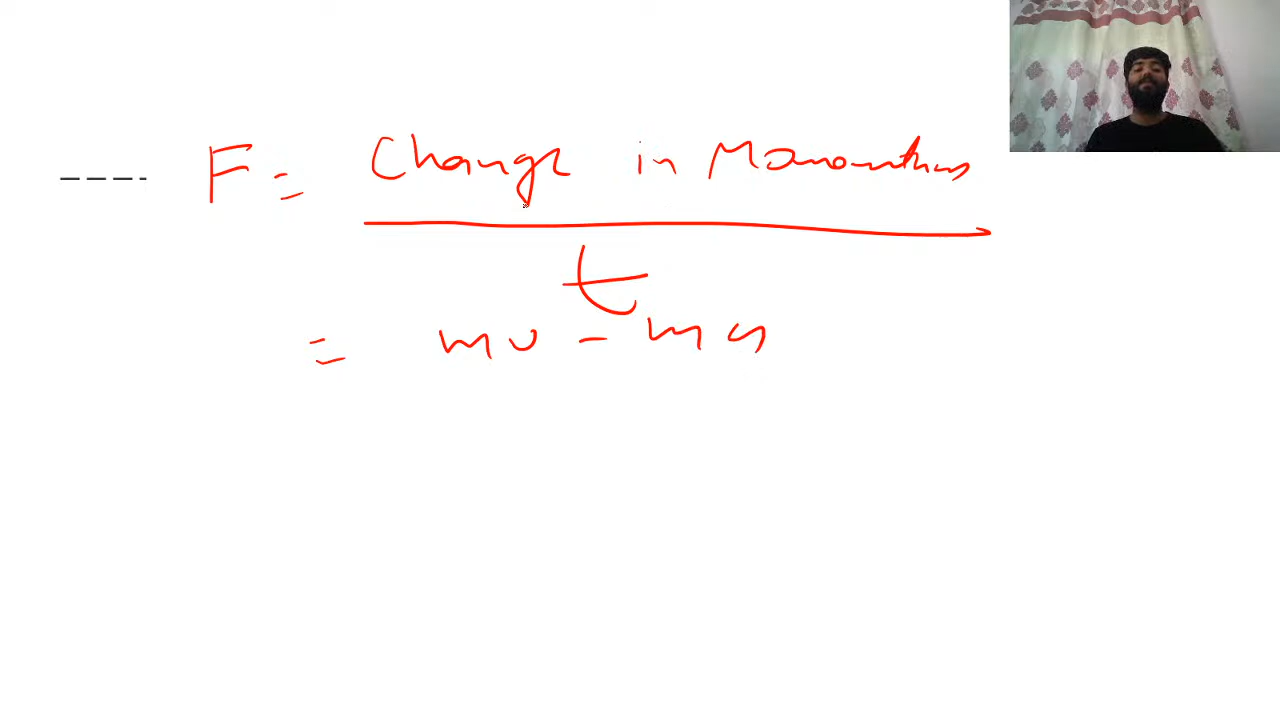 F = Change in Momentum
t
= mv - mu